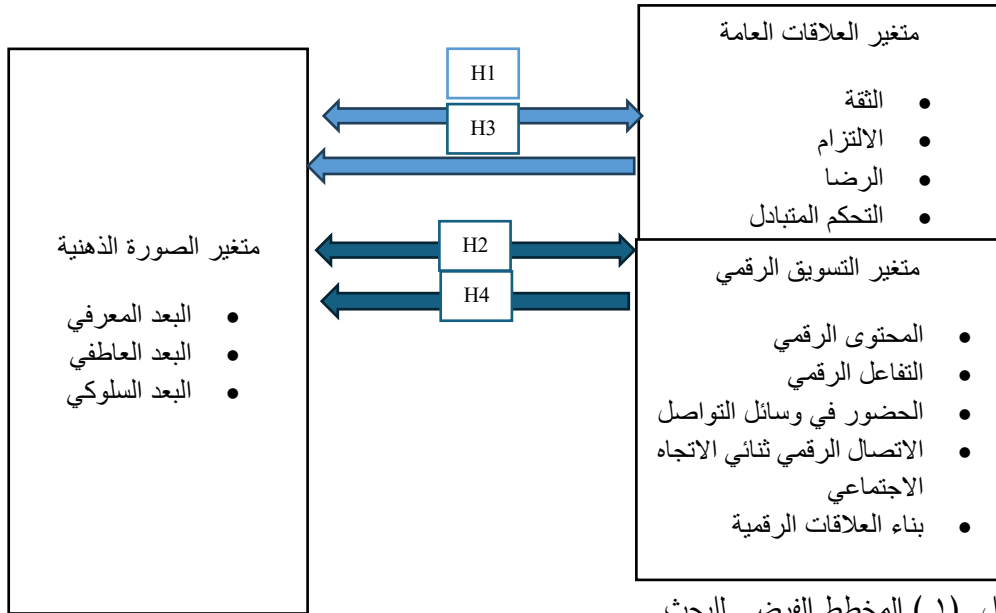 متغير العلاقات العامة
• الثقة
• الالتزام
• الرضا
• التحكم المتبادل
H1
H3
H2
H4
متغير التسويق الرقمي
• المحتوى الرقمي
• التفاعل الرقمي
• الحضور في وسائل التواصل
• الاتصال الرقمي ثنائي الاتجاه
الاجتماعي
• بناء العلاقات الرقمية
متغير الصورة الذهنية
• البعد المعرفي
• البعد العاطفي
• البعد السلوكي
(١) المخطط الفرضي للبحث